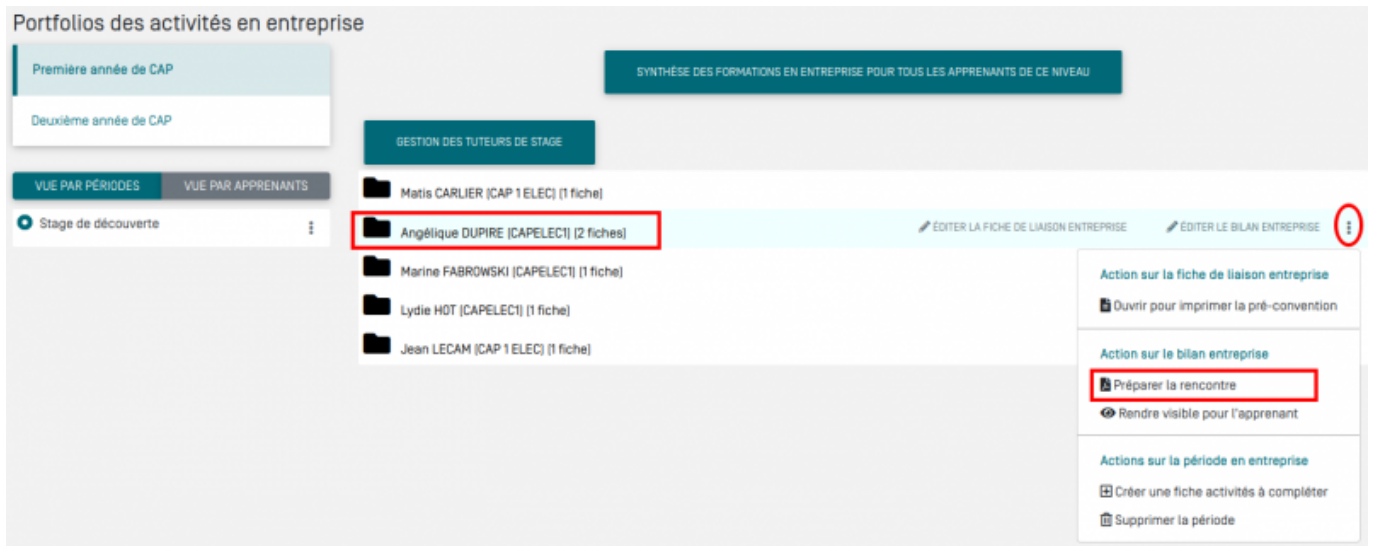 Portfolios des activités en entreprise
Première année de CAP
Deuxième année de CAP
SYNTHÈSE DES FORMATIONS EN ENTREPRISE POUR TOUS LES APPRENANTS DE CE NIVEAU
GESTION DES TUTEURS DE STAGE
VUE PAR PÉRIODES
VUE PAR APPRENANTS
Stage de découverte
Matis CARLIER (CAP 1 ELEC) (1 fiche)
Angélique DUPIRE (CAPELEC1) (2 fiches)
ÉDITER LA FICHE DE LIAISON ENTREPRISE
ÉDITER LE BILAN ENTREPRISE
Marine FABROWSKI (CAPELEC1) (1 fiche)
Lydie HOT (CAPELEC1) (1 fiche)
Jean LECAM (CAP 1 ELEC) (1 fiche)
Action sur la fiche de liaison entreprise
Ouvrir pour imprimer la pré-convention
Action sur le bilan entreprise
Préparer la rencontre
Rendre visible pour l'apprenant
Actions sur la période en entreprise
Créer une fiche activités à compléter
Supprimer la période